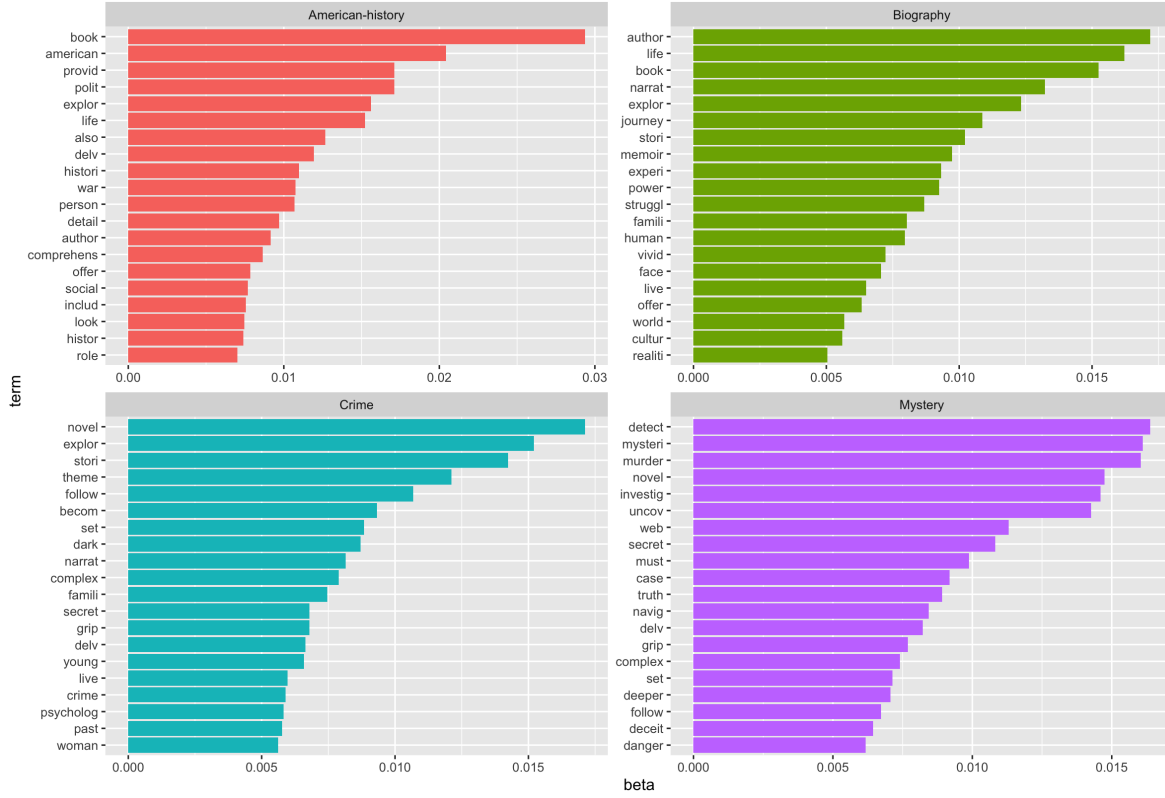 American-history
book
american
provid
polit
explor
life
also
delv
histori
war
person
detail
author
comprehens
offer
social
includ
look
histor
role
0.00 0.01 0.02 0.03
Biography
author
life
book
narrat
explor
journey
stori
memoir
experi
power
struggl
famili
human
vivid
face
live
offer
world
cultur
realiti
0.000 0.005 0.010 0.015
term
Crime
novel
explor
stori
theme
follow
becom
set
dark
narrat
complex
famili
secret
grip
delv
young
live
crime
psycholog
past
woman
0.000 0.005 0.010 0.015
Mystery
detect
mysteri
murder
novel
investig
uncov
web
secret
must
case
truth
navig
delv
grip
complex
set
deeper
follow
deceit
danger
0.000 0.005 0.010 0.015
beta